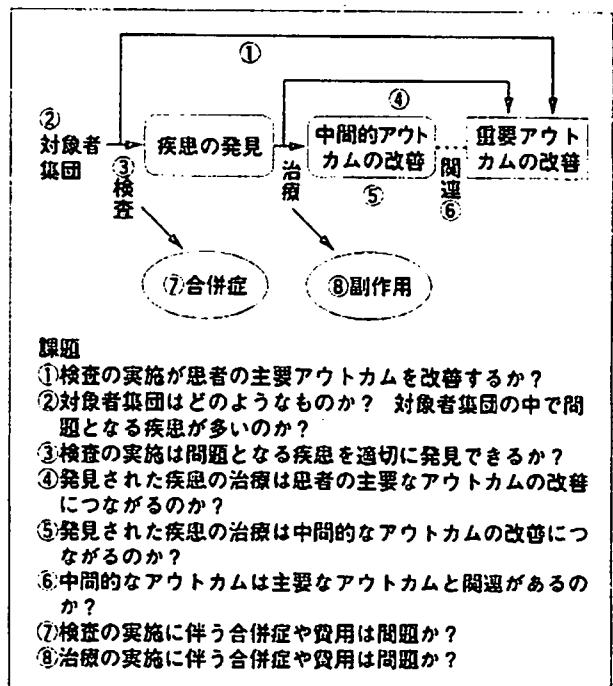 ①
②
対象者
集団
③検査
疾患の発見
治療
④
中間的アウト
カムの改善
⑤
関連⑥
重要アウト
カムの改善
⑦合併症
⑧副作用
課題
①検査の実施が患者の主要アウトカムを改善するか？
②対象者集団はどのようなものか？ 対象者集団の中で問
題となる疾患が多いのか？
③検査の実施は問題となる疾患を適切に発見できるか？
④発見された疾患の治療は患者の主要なアウトカムの改善
につながるのか？
⑤発見された疾患の治療は中間的なアウトカムの改善につ
ながるのか？
⑥中間的なアウトカムは主要なアウトカムと関連があるの
か？
⑦検査の実施に伴う合併症や費用は問題か？
⑧治療の実施に伴う合併症や費用は問題か？